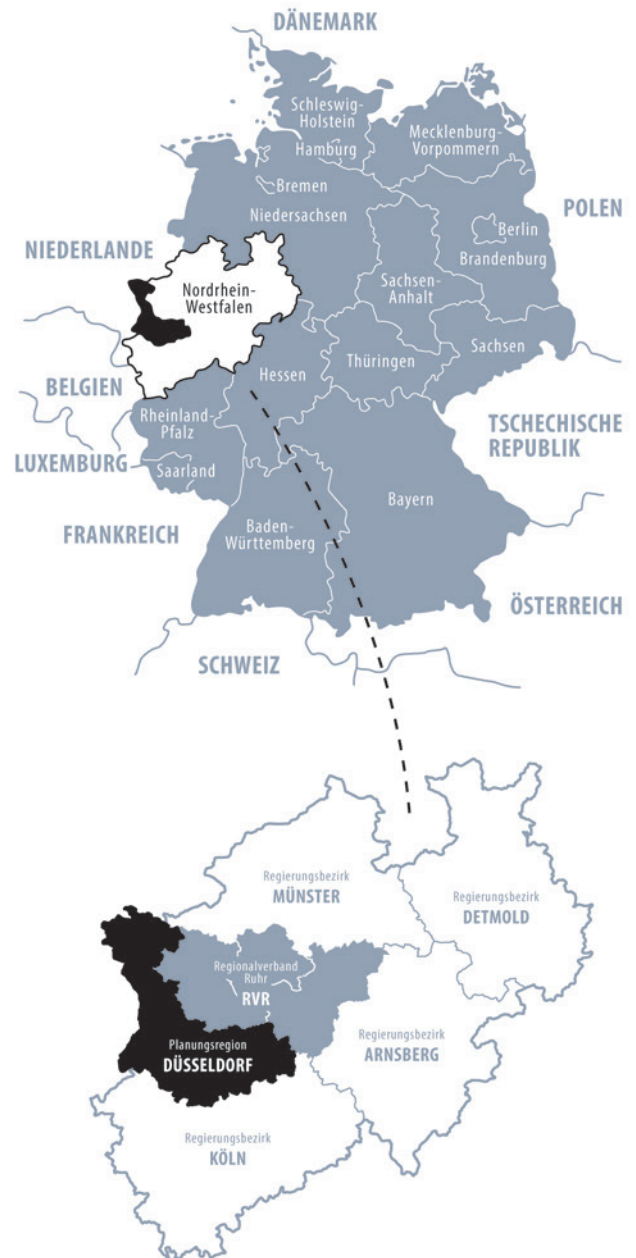 DÄNEMARK
Schleswig-
Holstein
Mecklenburg-
Vorpommern
Hamburg
Bremen
Niedersachsen
POLEN
Berlin
Brandenburg
NIEDERLANDE
Nordrhein-
Westfalen
Sachsen-
Anhalt
Sachsen
Thüringen
Hessen
BELGIEN
Rheinland-
Pfalz
TSCHECHISCHE
REPUBLIK
LUXEMBURG
Saarland
Bayern
FRANKREICH
Baden-
Württemberg
ÖSTERREICH
SCHWEIZ
Regierungsbezirk
MÜNSTER
Regierungsbezirk
DETMOLD
Regionalverband
Ruhr
RVR
Regierungsbezirk
ARNSBERG
Planungsregion
DÜSSELDORF
Regierungsbezirk
KÖLN